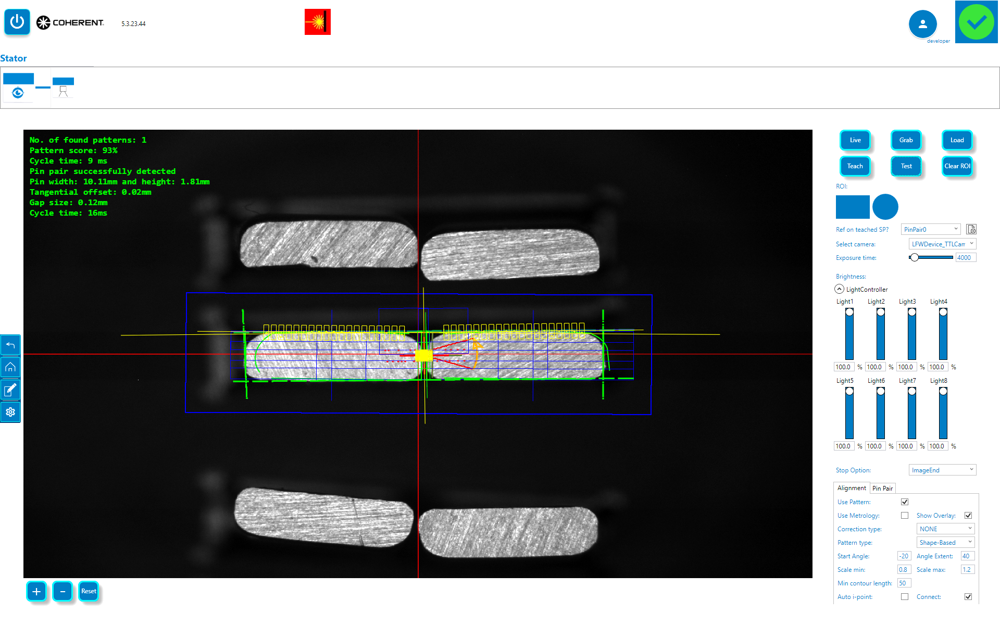 COHERENT
5.3.23.44
developer
Stator
No. of found patterns: 1
Pattern score: 93%
Cycle time: 9 ms
Pin pair successfully detected
Pin width: 10.11mm and height: 1.81mm
Tangential offset: 0.02mm
Gap size: 0.12mm
Cycle time: 16ms
Live Grab Load
Teach Test Clear ROI
ROI:
Ref on teached SP? PinPair0
Select camera: LFWDevice_TTLCam
Exposure time: 4000
Brightness:
LightController
Light1 Light2 Light3 Light4
100.0 % 100.0 % 100.0 % 100.0 %
Light5 Light6 Light7 Light8
100.0 % 100.0 % 100.0 % 100.0 %
Stop Option: ImageEnd
Alignment Pin Pair
Use Pattern:
Use Metrology: Show Overlay:
Correction type: NONE
Pattern type: Shape-Based
Start Angle: -20 Angle Extent: 40
Scale min: 0.8 Scale max: 1.2
Min contour length: 50
Auto i-point: Connect:
+ - Reset